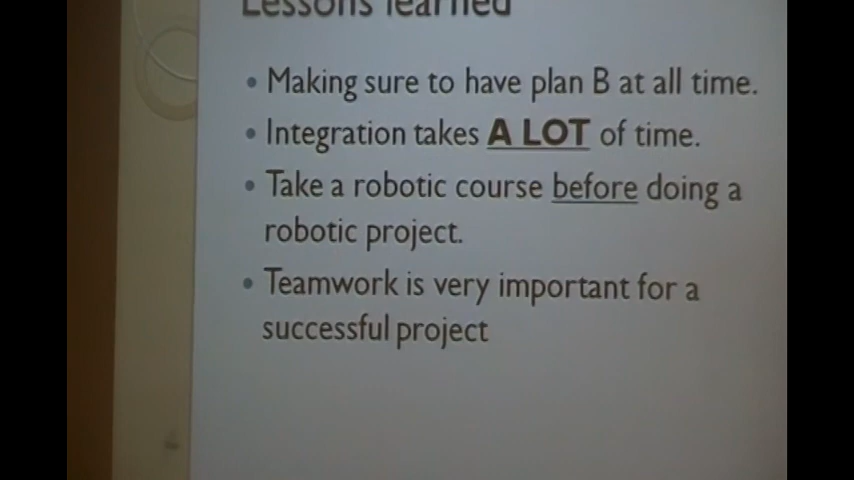 Lessons learned
• Making sure to have plan B at all time.
• Integration takes A LOT of time.
• Take a robotic course before doing a
robotic project.
• Teamwork is very important for a
successful project